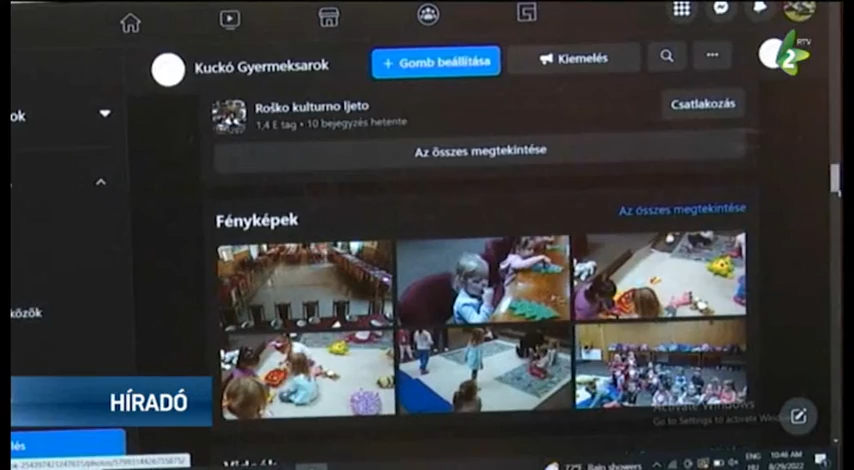 RTV
2
Kuckó Gyermeksarok
+ Gomb beállítása
Kiemelés
ok
Roško kulturno ljeto
1,4 E tag • 10 bejegyzés hetente
Csatlakozás
Az összes megtekintése
Fényképek
Az összes megtekintése
közök
HÍRADÓ
Activate Windows
Go to Settings to activate Windows
77°F Rain showers
ENG
HU
10:46 AM
8/29/2022